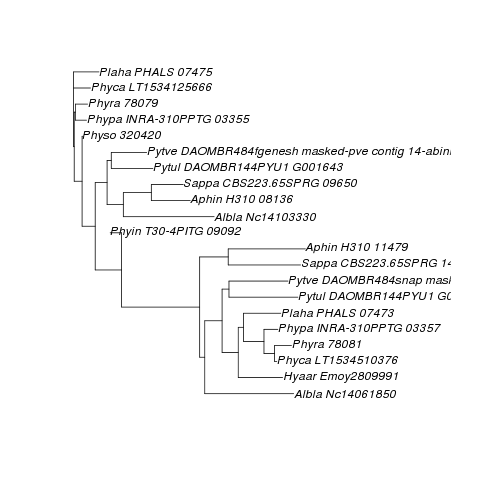 Plaha PHALS 07475
Phyca LT1534125666
Phyra 78079
Phypa INRA-310PPTG 03355
Physo 320420
Pytve DAOMBR484fgenesh masked-pve contig 14-abini
Pytul DAOMBR144PYU1 G001643
Sappa CBS223.65SPRG 09650
Aphin H310 08136
Albla Nc14103330
Phyin T30-4PITG 09092
Aphin H310 11479
Sappa CBS223.65SPRG 14
Pytve DAOMBR484snap mas
Pytul DAOMBR144PYU1 G0
Plaha PHALS 07473
Phypa INRA-310PPTG 03357
Phyra 78081
Phyca LT1534510376
Hyaar Emoy2809991
Albla Nc14061850